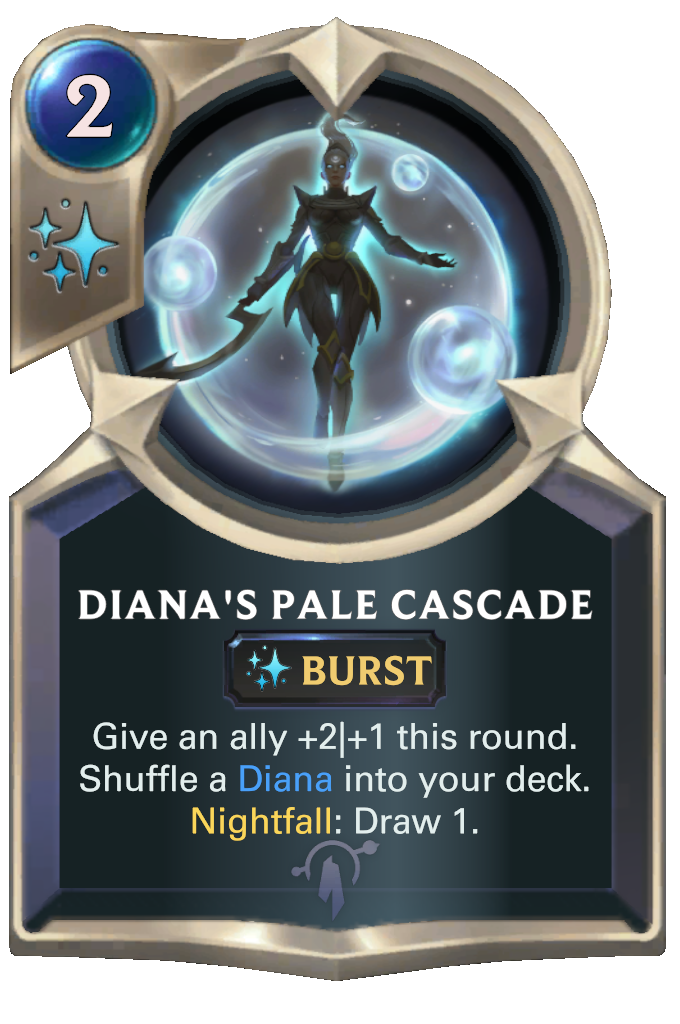 2
DIANA'S PALE CASCADE
BURST
Give an ally +2|+1 this round.
Shuffle a Diana into your deck.
Nightfall: Draw 1.